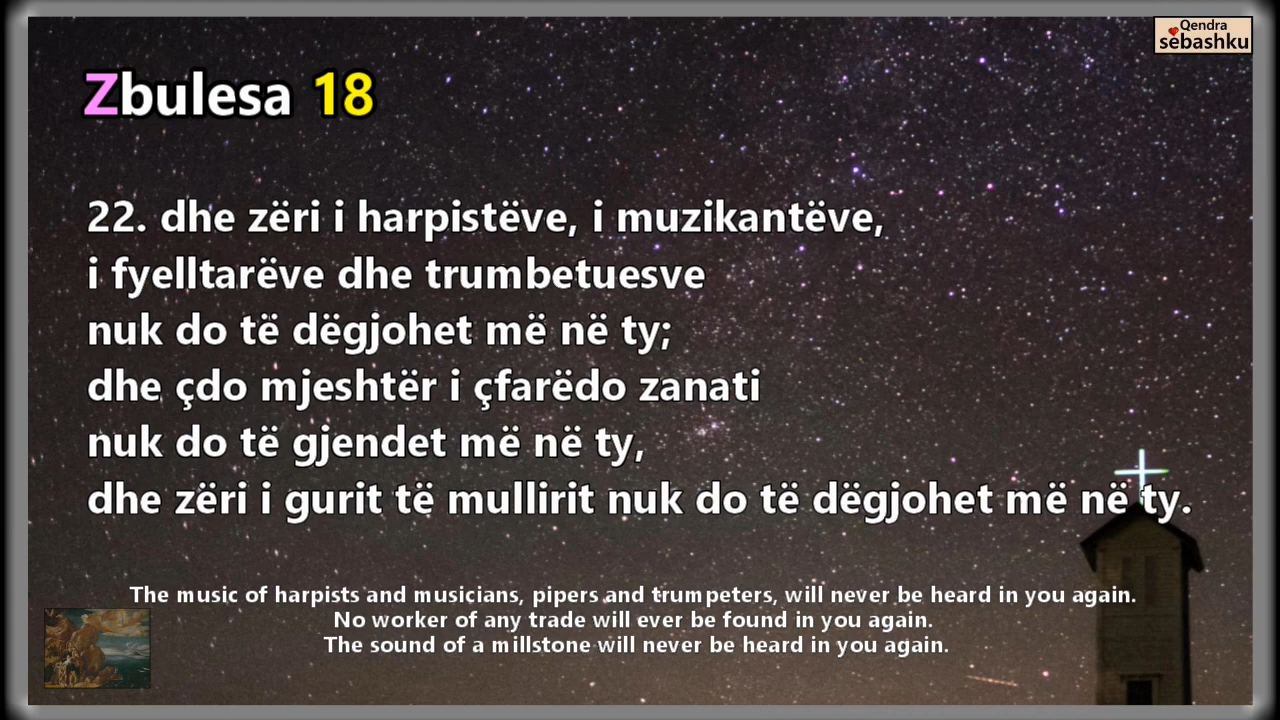 Qendra
sebashku
Zbulesa 18
22. dhe zëri i harpistëve, i muzikantëve,
i fyelltarëve dhe trumbetuesve
nuk do të dëgjohet më në ty;
dhe çdo mjeshtër i çfarëdo zanati
nuk do të gjendet më në ty,
dhe zëri i gurit të mullirit nuk do të dëgjohet më në ty.
The music of harpists and musicians, pipers and trumpeters, will never be heard in you again.
No worker of any trade will ever be found in you again.
The sound of a millstone will never be heard in you again.